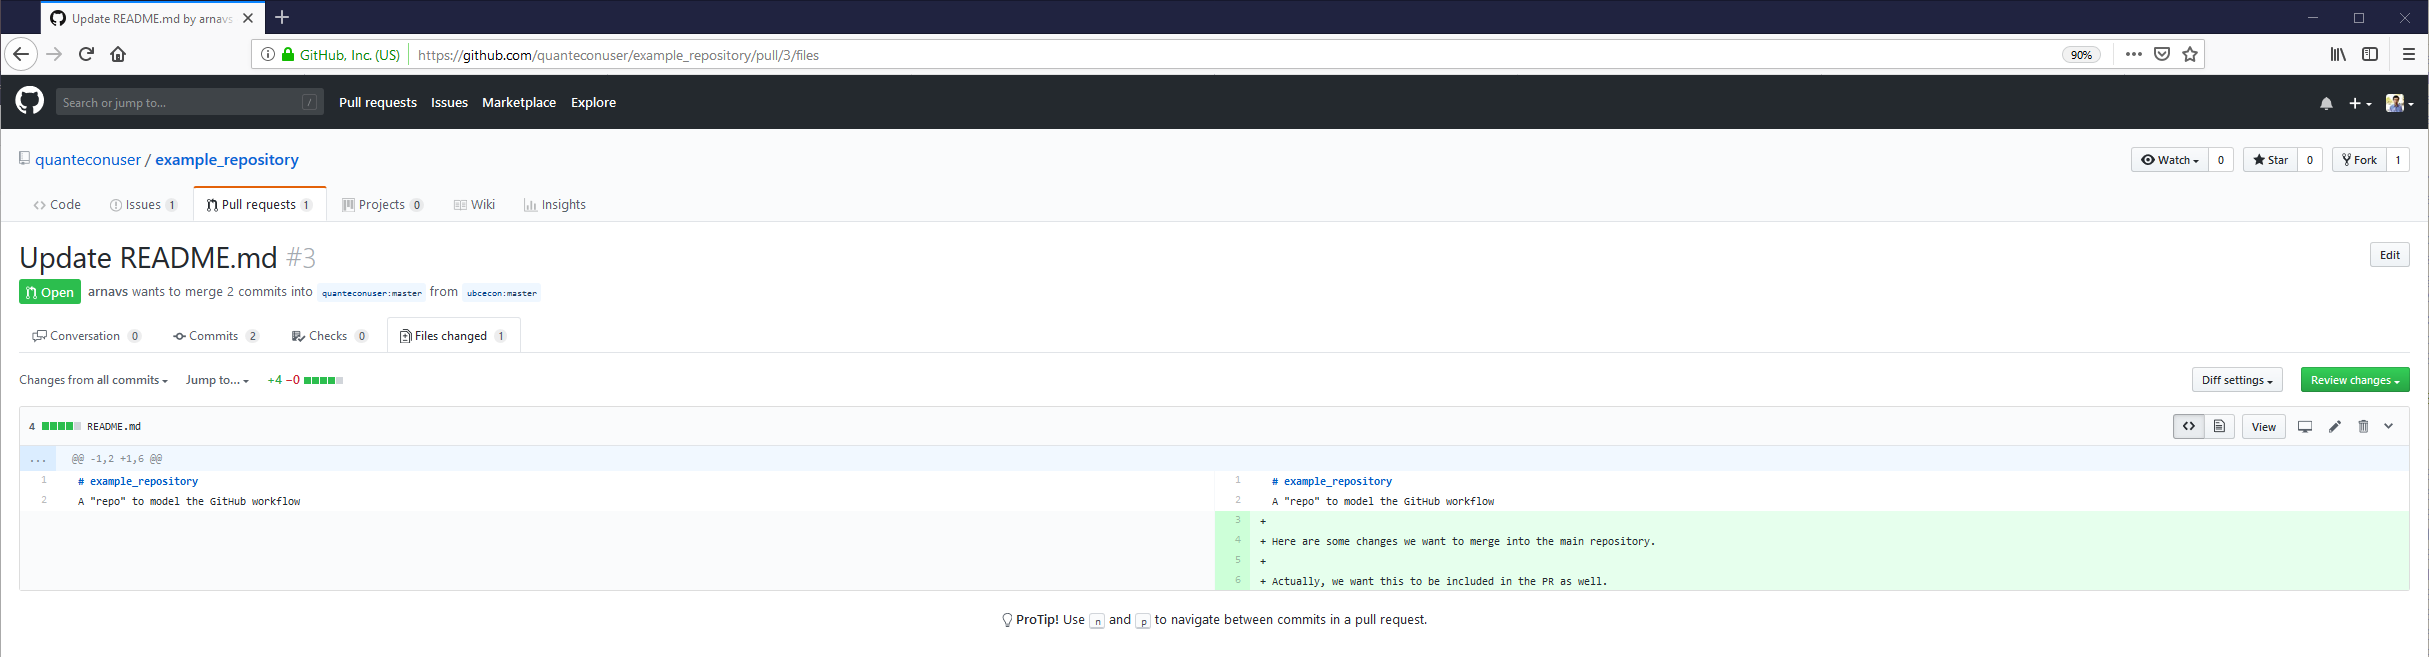 Update README.md by arnavs
GitHub, Inc. (US) https://github.com/quanteconuser/example_repository/pull/3/files 90%
Search or jump to... / Pull requests Issues Marketplace Explore
quanteconuser / example_repository Watch 0 Star 0 Fork 1
Code Issues 1 Pull requests 1 Projects 0 Wiki Insights
Update README.md #3 Edit
Open arnavs wants to merge 2 commits into quanteconuser:master from ubcecon:master
Conversation 0 Commits 2 Checks 0 Files changed 1
Changes from all commits Jump to... +4 −0 Diff settings Review changes
4 README.md <> View
... @@ -1,2 +1,6 @@
1 # example_repository 1 # example_repository
2 A "repo" to model the GitHub workflow 2 A "repo" to model the GitHub workflow
3 +
4 + Here are some changes we want to merge into the main repository.
5 +
6 + Actually, we want this to be included in the PR as well.
ProTip! Use n and p to navigate between commits in a pull request.